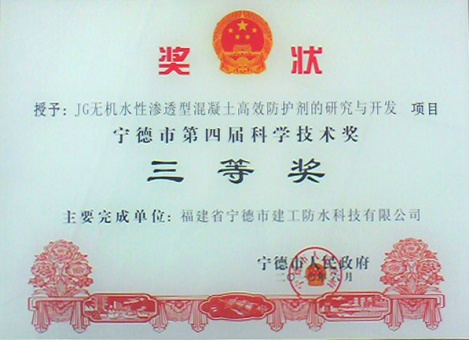 奖 状
授予：JG无机水性渗透型混凝土高效防护剂的研究与开发 项目
宁德市第四届科学技术奖
三等奖
主要完成单位：福建省宁德市建工防水科技有限公司
宁德市人民政府
二〇 月